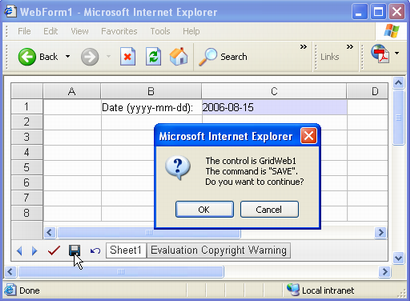 WebForm1 - Microsoft Internet Explorer
File Edit View Favorites Tools Help
Back Search Links
A B C D
1 Date (yyyy-mm-dd): 2006-08-15
2
3
4
5
6
7
8
Microsoft Internet Explorer
The control is GridWeb1
The command is "SAVE".
Do you want to continue?
OK Cancel
Sheet1 Evaluation Copyright Warning
Done Local intranet